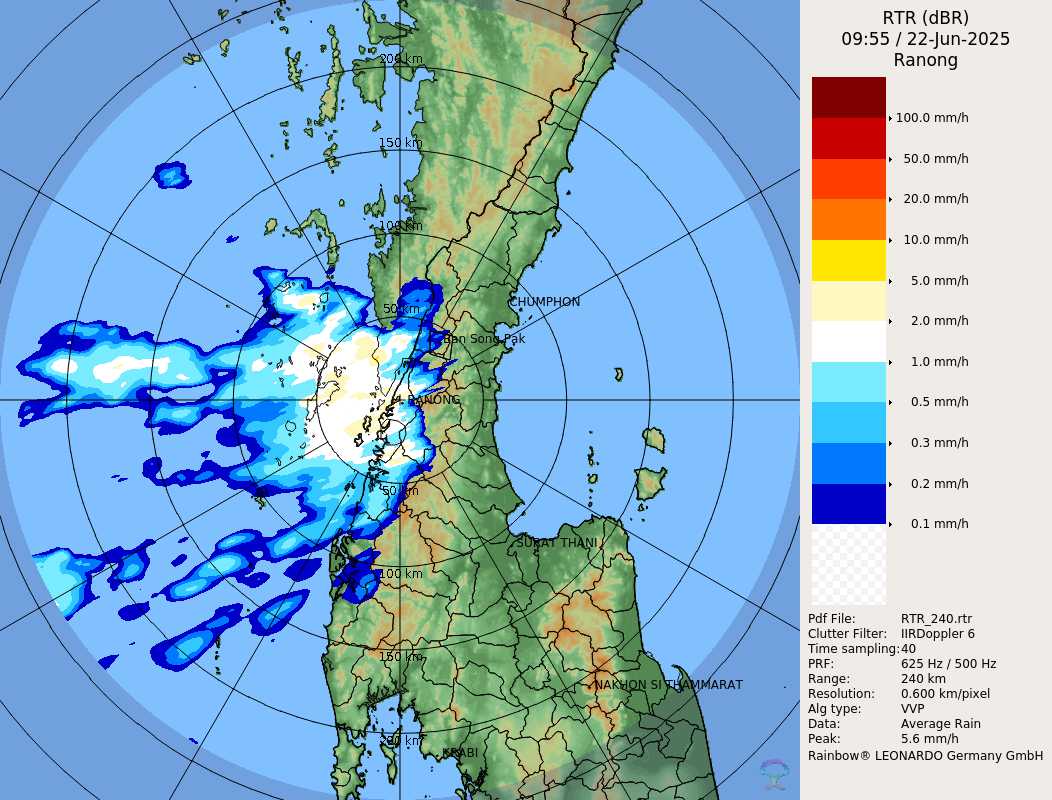 RTR (dBR)
09:55 / 22-Jun-2025
Ranong
100.0 mm/h
50.0 mm/h
20.0 mm/h
10.0 mm/h
5.0 mm/h
2.0 mm/h
1.0 mm/h
0.5 mm/h
0.3 mm/h
0.2 mm/h
0.1 mm/h
Pdf File: RTR_240.rtr
Clutter Filter: IIRDoppler 6
Time sampling:40
PRF: 625 Hz / 500 Hz
Range: 240 km
Resolution: 0.600 km/pixel
Alg type: VVP
Data: Average Rain
Peak: 5.6 mm/h
Rainbow® LEONARDO Germany GmbH
200 km
150 km
100 km
50 km
CHUMPHON
Ban Song Pak
RANONG
50 km
SURAT THANI
100 km
150 km
NAKHON SI THAMMARAT
200 km
KRABI